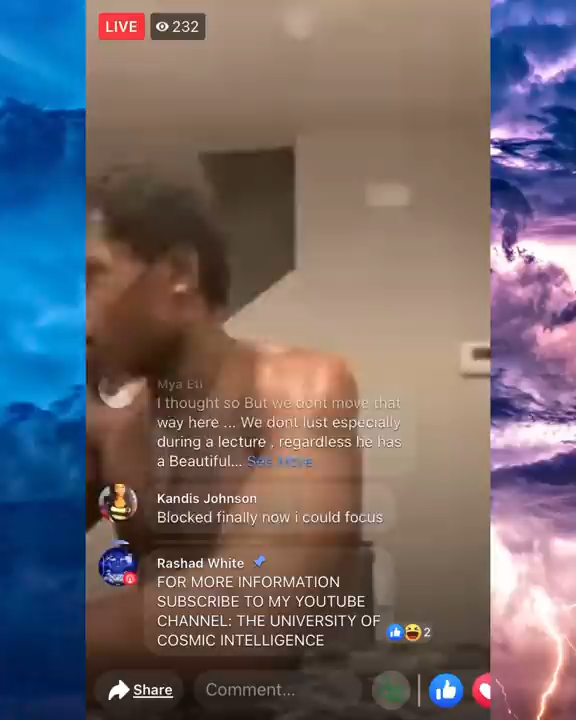 LIVE 232
Mya Eti
I thought so But we dont move that
way here ... We dont lust especially
during a lecture , regardless he has
a Beautiful... See More
Kandis Johnson
Blocked finally now i could focus
Rashad White
FOR MORE INFORMATION
SUBSCRIBE TO MY YOUTUBE
CHANNEL: THE UNIVERSITY OF
COSMIC INTELLIGENCE
2
Share Comment...